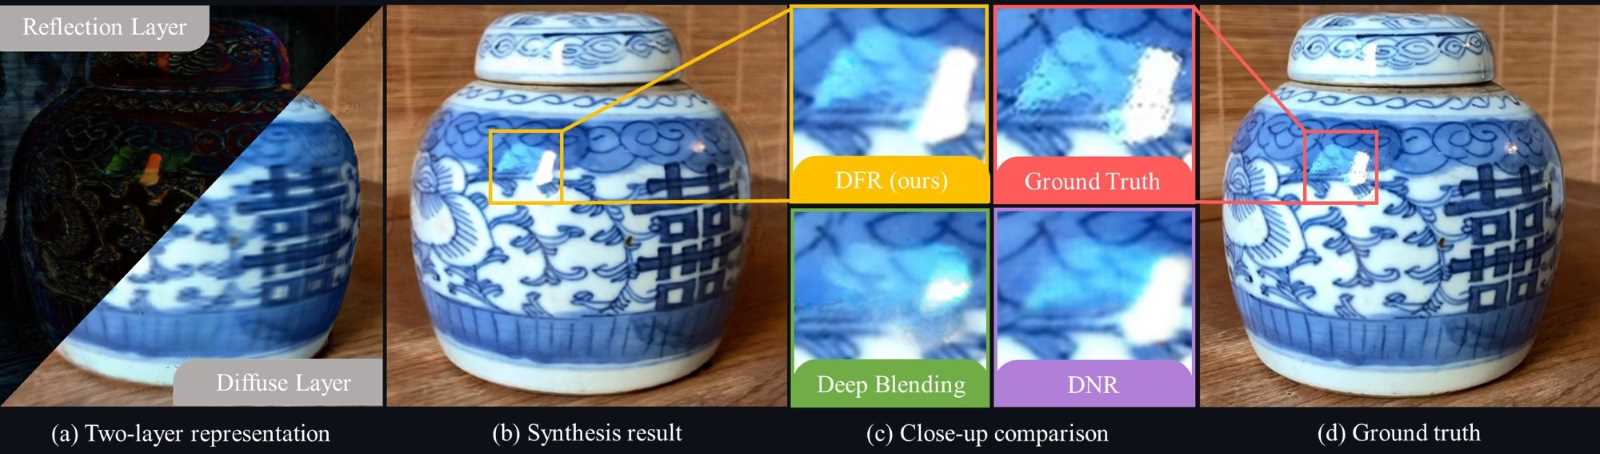 Reflection Layer
Diffuse Layer
DFR (ours)
Ground Truth
Deep Blending
DNR
(a) Two-layer representation
(b) Synthesis result
(c) Close-up comparison
(d) Ground truth